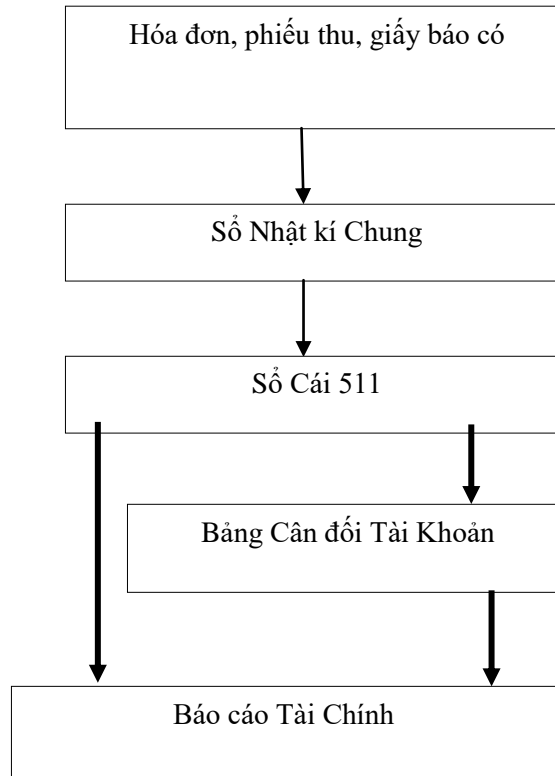 Hóa đơn, phiếu thu, giấy báo có
Sổ Nhật kí Chung
Sổ Cái 511
Bảng Cân đối Tài Khoản
Báo cáo Tài Chính